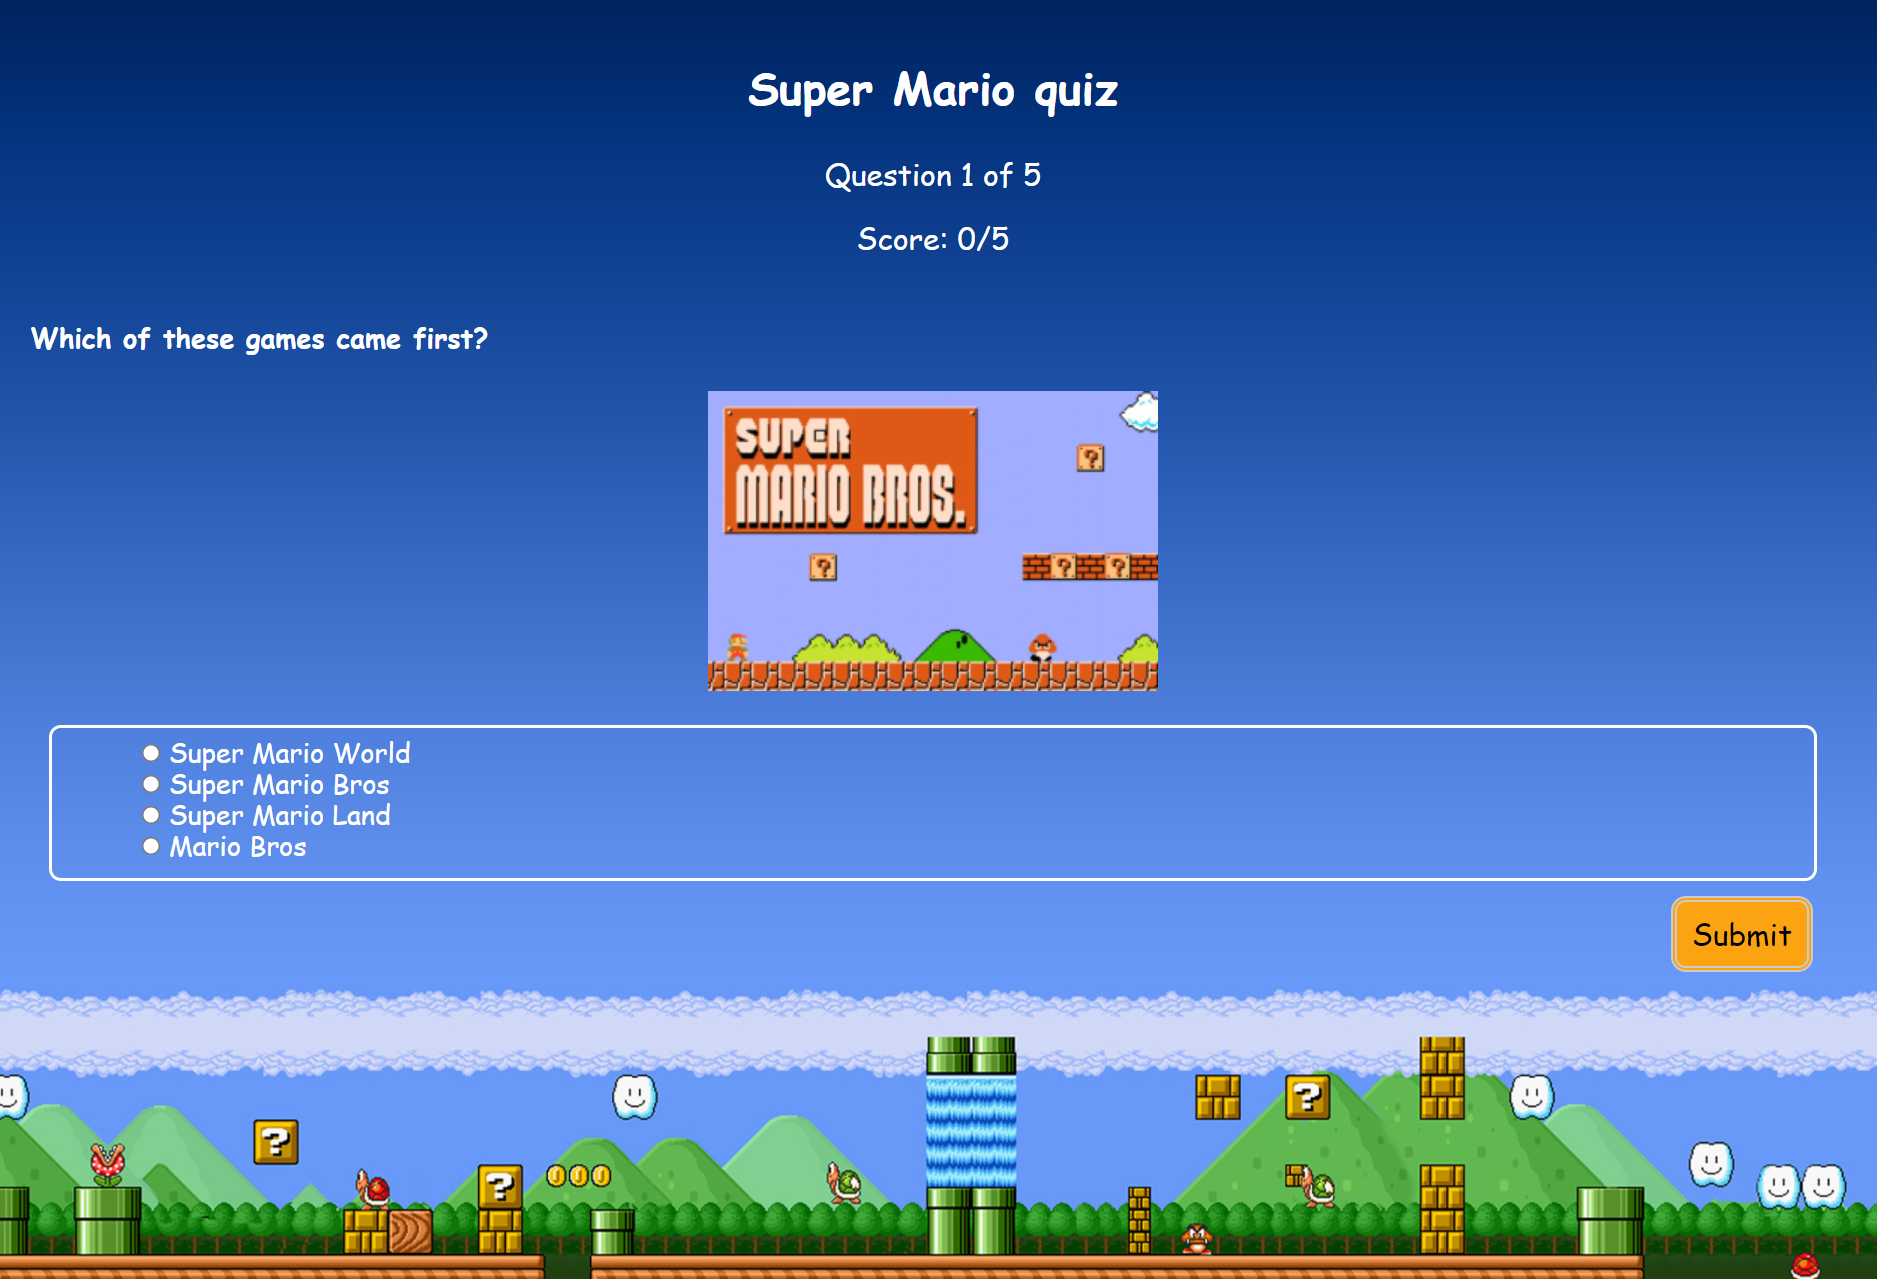 Super Mario quiz
Question 1 of 5
Score: 0/5
Which of these games came first?
SUPER
MARIO BROS.
?
? ? ?
Super Mario World
Super Mario Bros
Super Mario Land
Mario Bros
Submit
?
?
?